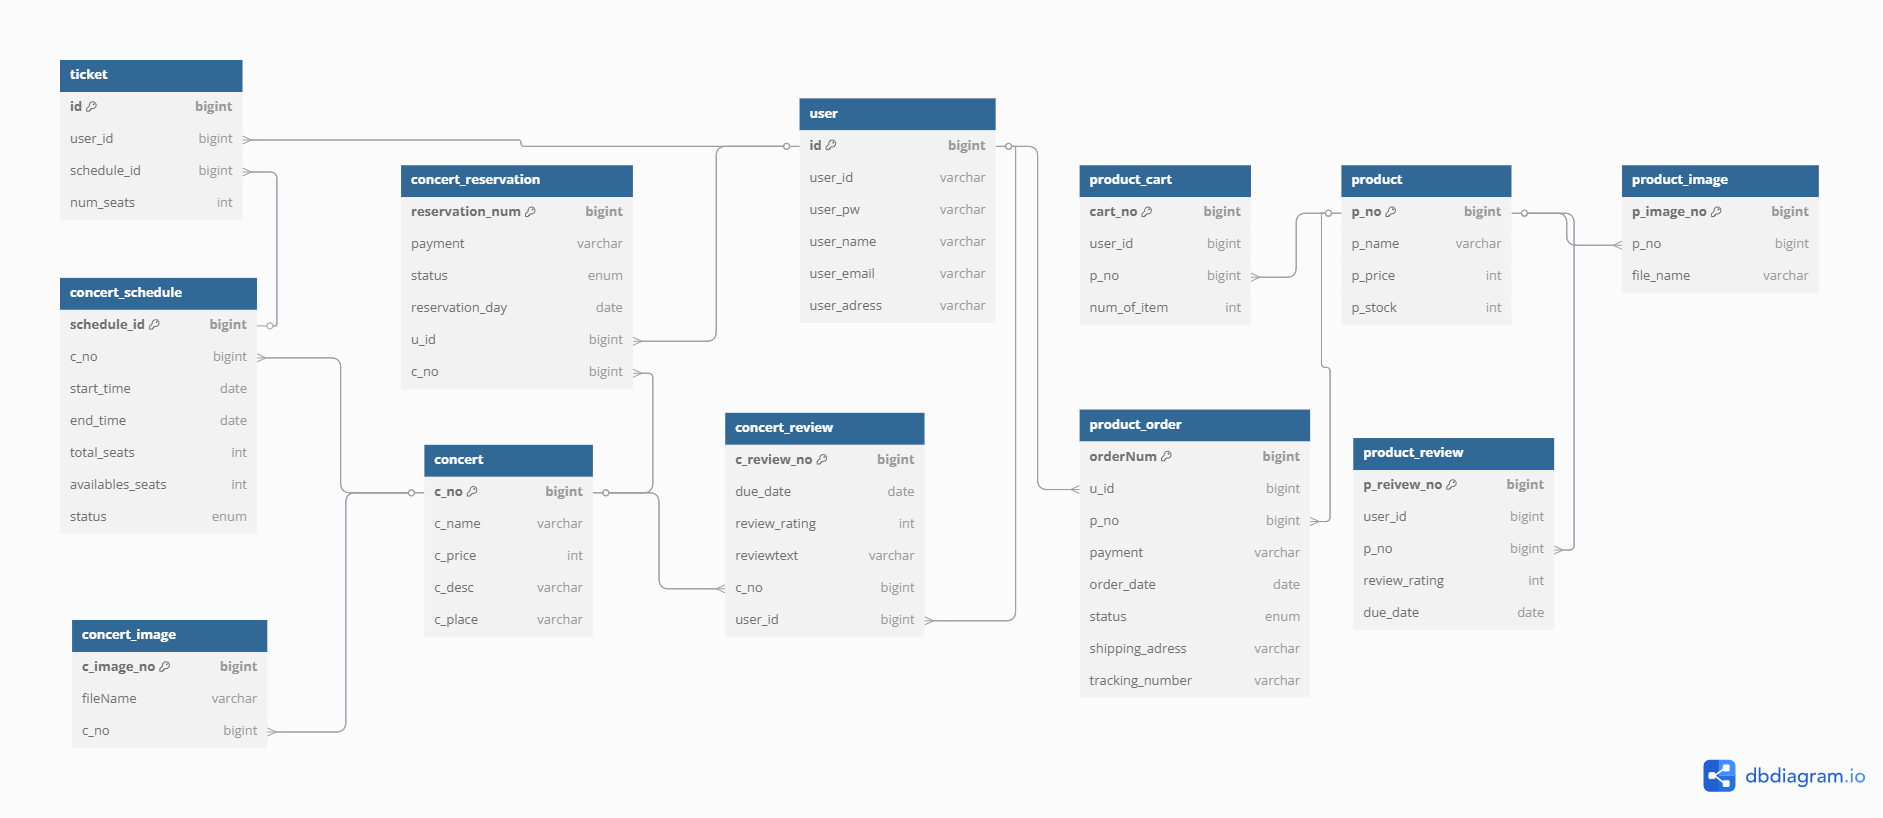 ticket
id bigint
user_id bigint
schedule_id bigint
num_seats int
concert_schedule
schedule_id bigint
c_no bigint
start_time date
end_time date
total_seats int
availables_seats int
status enum
concert_image
c_image_no bigint
fileName varchar
c_no bigint
concert_reservation
reservation_num bigint
payment varchar
status enum
reservation_day date
u_id bigint
c_no bigint
concert
c_no bigint
c_name varchar
c_price int
c_desc varchar
c_place varchar
user
id bigint
user_id varchar
user_pw varchar
user_name varchar
user_email varchar
user_adress varchar
concert_review
c_review_no bigint
due_date date
review_rating int
reviewtext varchar
c_no bigint
user_id bigint
product_cart
cart_no bigint
user_id bigint
p_no bigint
num_of_item int
product_order
orderNum bigint
u_id bigint
p_no bigint
payment varchar
order_date date
status enum
shipping_adress varchar
tracking_number varchar
product
p_no bigint
p_name varchar
p_price int
p_stock int
product_review
p_reivew_no bigint
user_id bigint
p_no bigint
review_rating int
due_date date
product_image
p_image_no bigint
p_no bigint
file_name varchar
dbdiagram.io